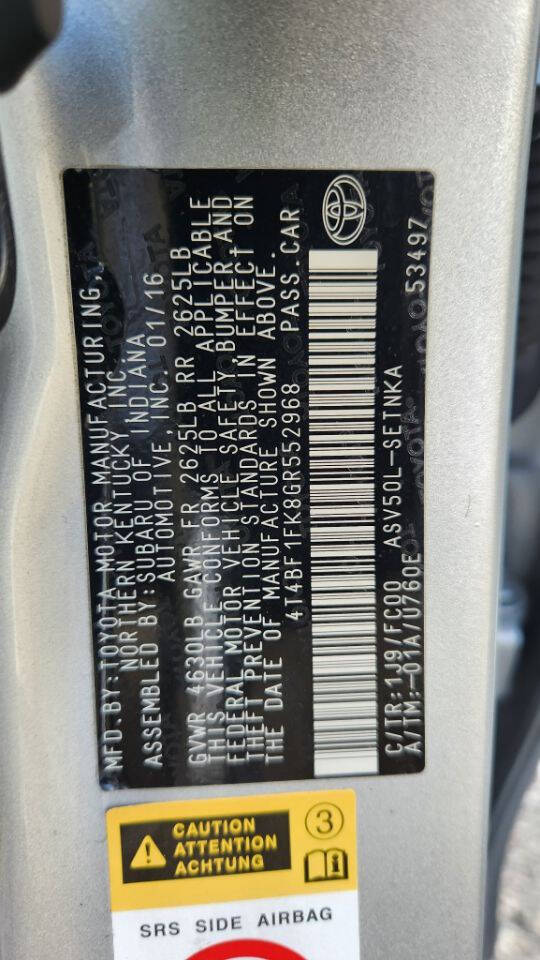 MFD.BY:TOYOTA MOTOR MANUFACTURING,
NORTHERN KENTUCKY INC.
ASSEMBLED BY:SUBARU OF INDIANA
AUTOMOTIVE, INC. 01/16
GVWR 4630LB GAWR FR 2625LB RR 2625LB
THIS VEHICLE CONFORMS TO ALL APPLICABLE
FEDERAL MOTOR VEHICLE SAFETY,BUMPER,AND
THEFT PREVENTION STANDARDS IN EFFECT ON
THE DATE OF MANUFACTURE SHOWN ABOVE.
4T4BF1FK8GR552968 PASS.CAR
C/TR:1J9/FC00 ASV50L-SETNKA
A/TM:-01A/U760E 53497
CAUTION
ATTENTION
ACHTUNG
3
SRS SIDE AIRBAG